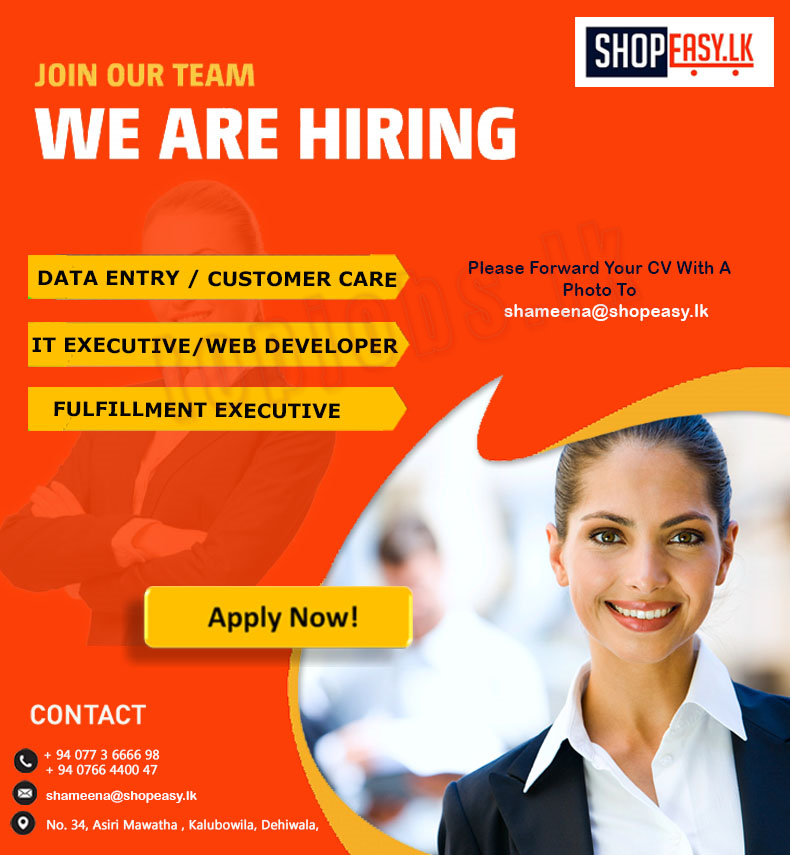 SHOPEASY.LK
JOIN OUR TEAM
WE ARE HIRING
DATA ENTRY / CUSTOMER CARE
IT EXECUTIVE/WEB DEVELOPER
FULFILLMENT EXECUTIVE
Please Forward Your CV With A
Photo To
shameena@shopeasy.lk
topjobs.lk
Apply Now!
CONTACT
+ 94 077 3 6666 98
+ 94 0766 4400 47
shameena@shopeasy.lk
No. 34, Asiri Mawatha , Kalubowila, Dehiwala,